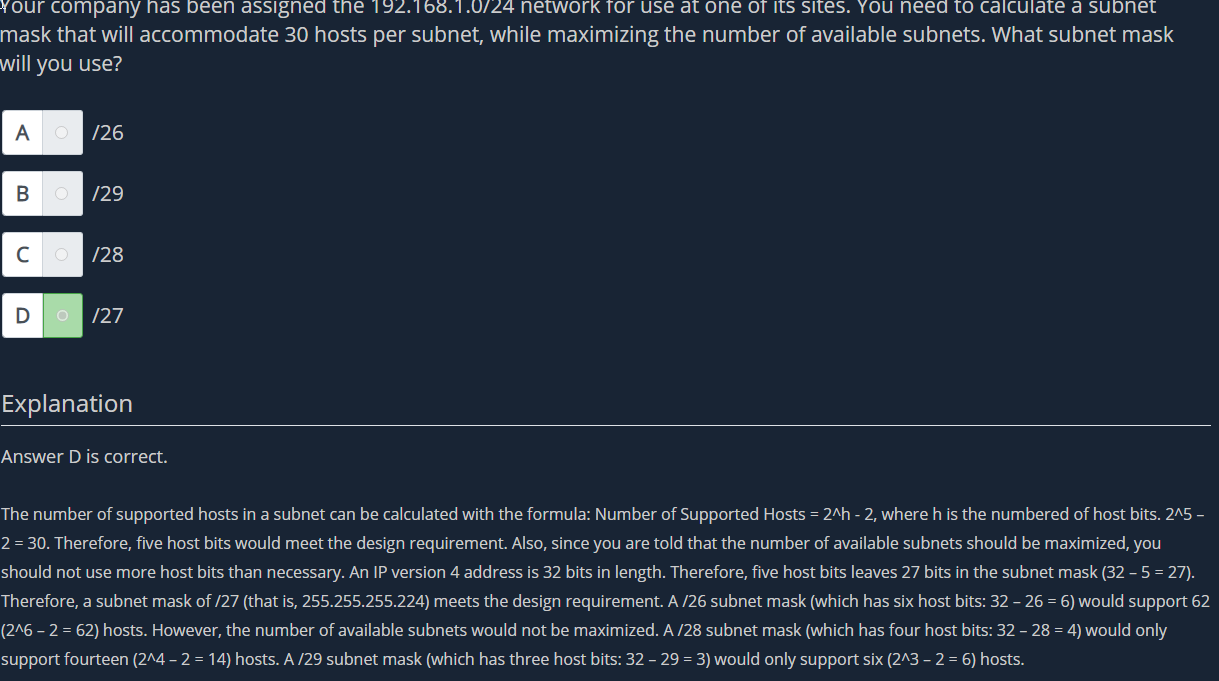 Your company has been assigned the 192.168.1.0/24 network for use at one of its sites. You need to calculate a subnet
mask that will accommodate 30 hosts per subnet, while maximizing the number of available subnets. What subnet mask
will you use?
A /26
B /29
C /28
D /27
Explanation
Answer D is correct.
The number of supported hosts in a subnet can be calculated with the formula: Number of Supported Hosts = 2^h - 2, where h is the numbered of host bits. 2^5 –
2 = 30. Therefore, five host bits would meet the design requirement. Also, since you are told that the number of available subnets should be maximized, you
should not use more host bits than necessary. An IP version 4 address is 32 bits in length. Therefore, five host bits leaves 27 bits in the subnet mask (32 – 5 = 27).
Therefore, a subnet mask of /27 (that is, 255.255.255.224) meets the design requirement. A /26 subnet mask (which has six host bits: 32 – 26 = 6) would support 62
(2^6 – 2 = 62) hosts. However, the number of available subnets would not be maximized. A /28 subnet mask (which has four host bits: 32 – 28 = 4) would only
support fourteen (2^4 – 2 = 14) hosts. A /29 subnet mask (which has three host bits: 32 – 29 = 3) would only support six (2^3 – 2 = 6) hosts.